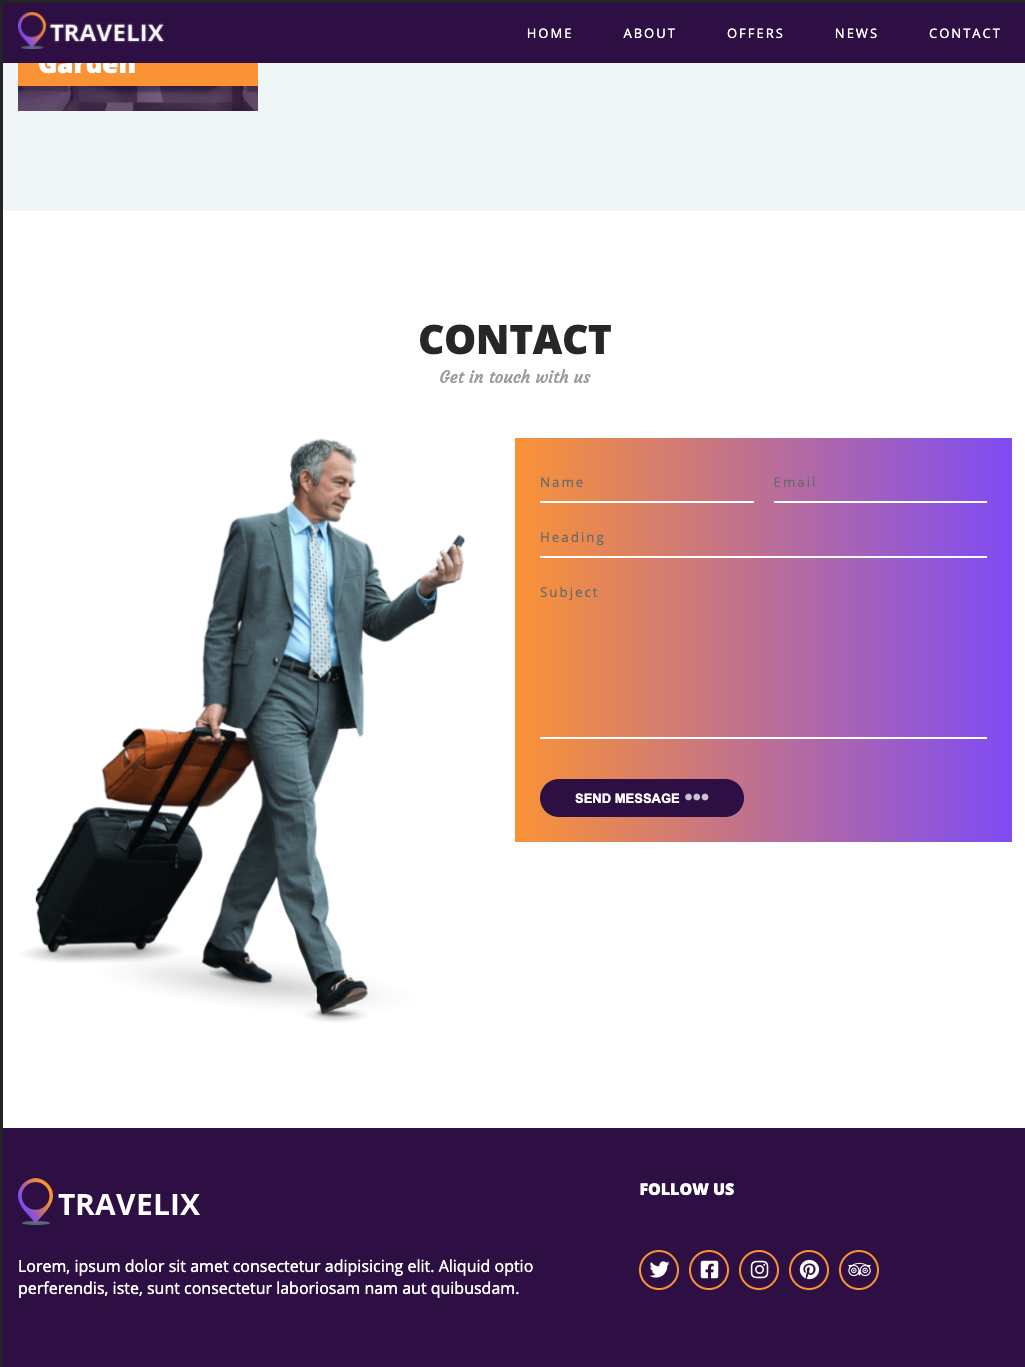 TRAVELIX
HOME ABOUT OFFERS NEWS CONTACT
Garden
CONTACT
Get in touch with us
Name Email
Heading
Subject
SEND MESSAGE
TRAVELIX
Lorem, ipsum dolor sit amet consectetur adipisicing elit. Aliquid optio
perferendis, iste, sunt consectetur laboriosam nam aut quibusdam.
FOLLOW US